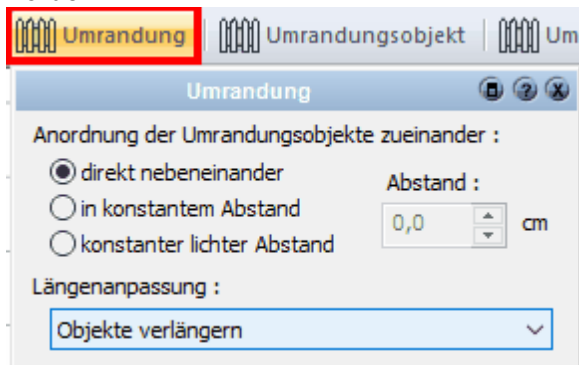 Umrandung Umrandungsobjekt Um
Umrandung
Anordnung der Umrandungsobjekte zueinander :
direkt nebeneinander
Abstand :
in konstantem Abstand
0,0 cm
konstanter lichter Abstand
Längenanpassung :
Objekte verlängern